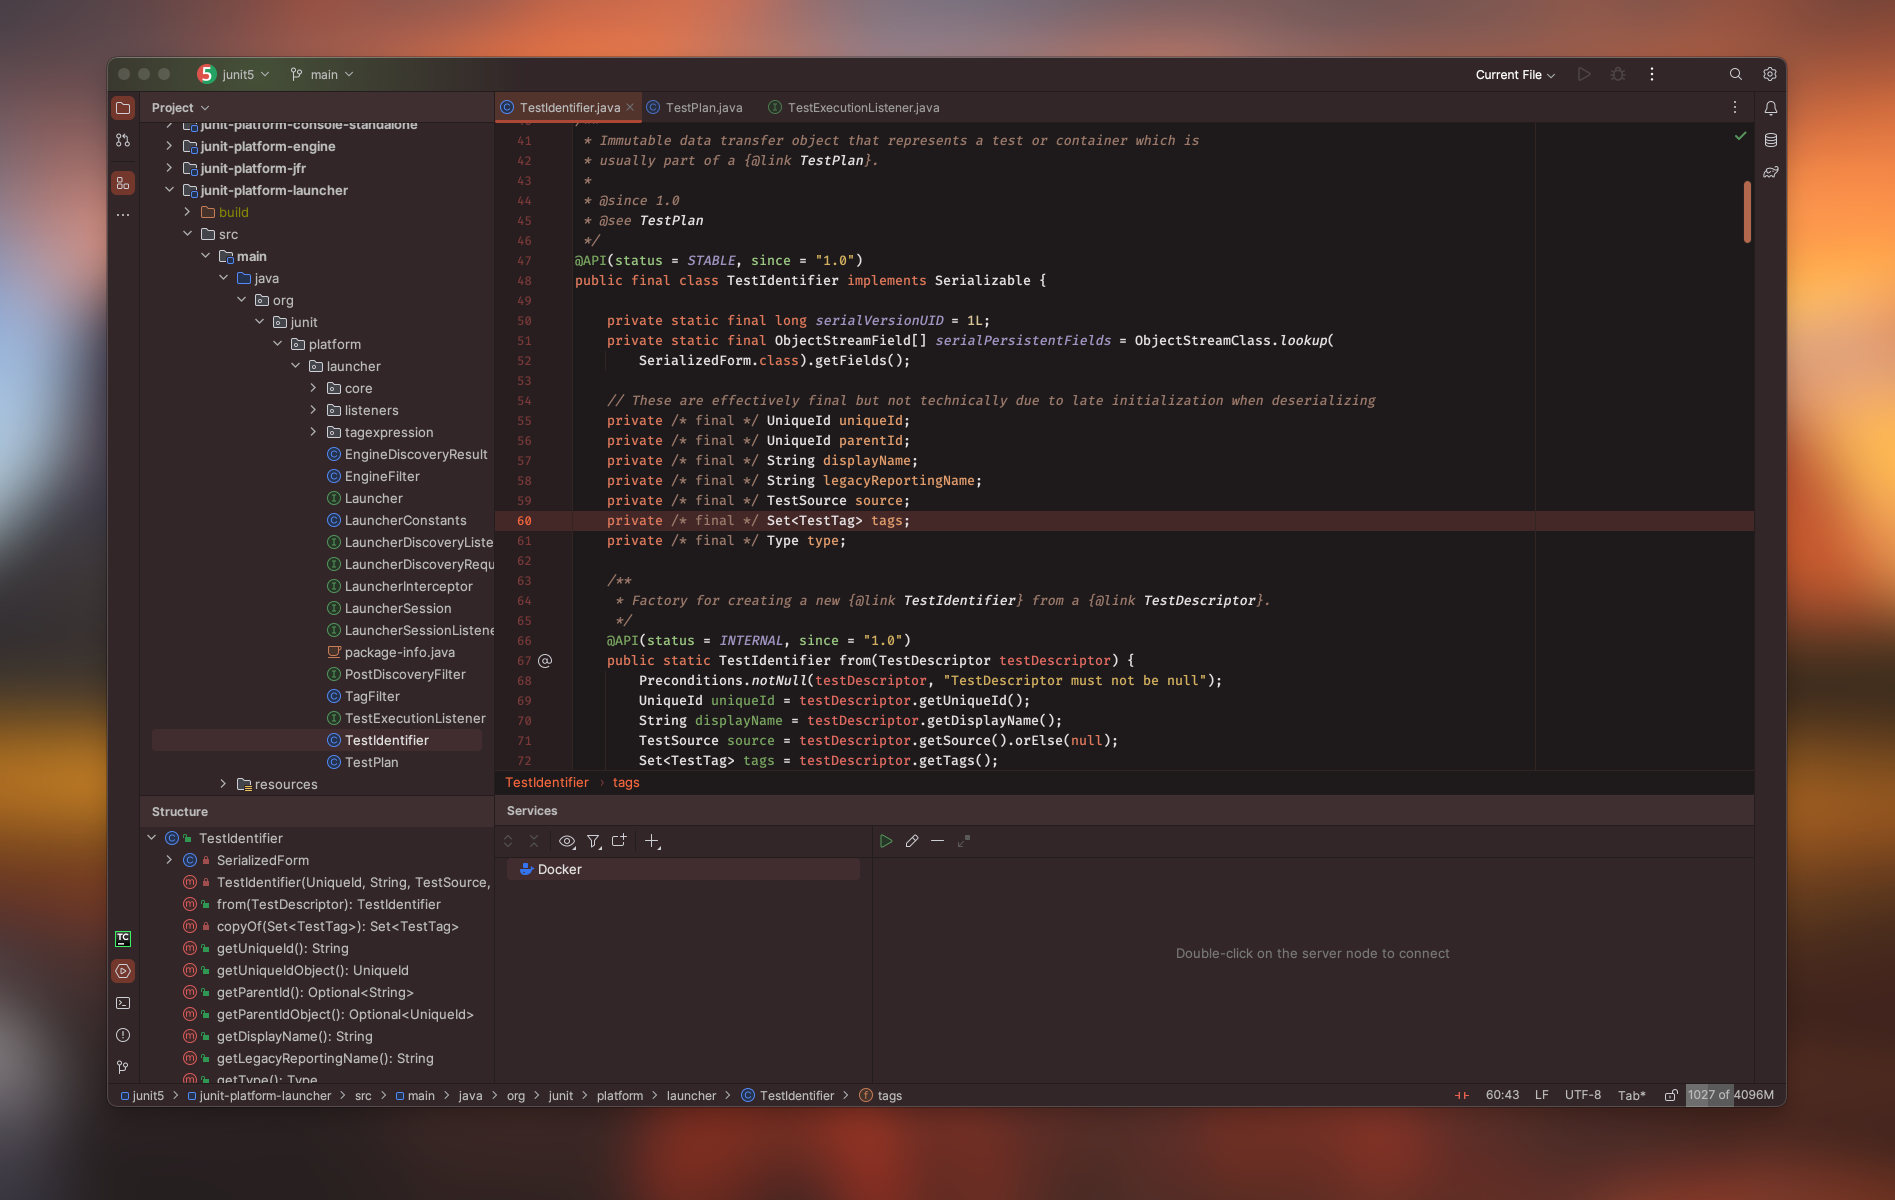 5 junit5 main Current File
Project
junit-platform-console-standalone
junit-platform-engine
junit-platform-jfr
junit-platform-launcher
build
src
main
java
org
junit
platform
launcher
core
listeners
tagexpression
EngineDiscoveryResult
EngineFilter
Launcher
LauncherConstants
LauncherDiscoveryListe
LauncherDiscoveryRequ
LauncherInterceptor
LauncherSession
LauncherSessionListene
package-info.java
PostDiscoveryFilter
TagFilter
TestExecutionListener
TestIdentifier
TestPlan
resources
TestIdentifier.java TestPlan.java TestExecutionListener.java
41 * Immutable data transfer object that represents a test or container which is
42 * usually part of a {@link TestPlan}.
43 *
44 * @since 1.0
45 * @see TestPlan
46 */
47 @API(status = STABLE, since = "1.0")
48 public final class TestIdentifier implements Serializable {
49
50 private static final long serialVersionUID = 1L;
51 private static final ObjectStreamField[] serialPersistentFields = ObjectStreamClass.lookup(
52 SerializedForm.class).getFields();
53
54 // These are effectively final but not technically due to late initialization when deserializing
55 private /* final */ UniqueId uniqueId;
56 private /* final */ UniqueId parentId;
57 private /* final */ String displayName;
58 private /* final */ String legacyReportingName;
59 private /* final */ TestSource source;
60 private /* final */ Set<TestTag> tags;
61 private /* final */ Type type;
62
63 /**
64 * Factory for creating a new {@link TestIdentifier} from a {@link TestDescriptor}.
65 */
66 @API(status = INTERNAL, since = "1.0")
67 @ public static TestIdentifier from(TestDescriptor testDescriptor) {
68 Preconditions.notNull(testDescriptor, "TestDescriptor must not be null");
69 UniqueId uniqueId = testDescriptor.getUniqueId();
70 String displayName = testDescriptor.getDisplayName();
71 TestSource source = testDescriptor.getSource().orElse(null);
72 Set<TestTag> tags = testDescriptor.getTags();
TestIdentifier › tags
Structure
TestIdentifier
SerializedForm
TestIdentifier(UniqueId, String, TestSource,
from(TestDescriptor): TestIdentifier
copyOf(Set<TestTag>): Set<TestTag>
getUniqueId(): String
getUniqueIdObject(): UniqueId
getParentId(): Optional<String>
getParentIdObject(): Optional<UniqueId>
getDisplayName(): String
getLegacyReportingName(): String
getType(): Type
Services
Docker
Double-click on the server node to connect
TC
junit5 > junit-platform-launcher > src > main > java > org > junit > platform > launcher > TestIdentifier > tags 60:43 LF UTF-8 Tab* 1027 of 4096M